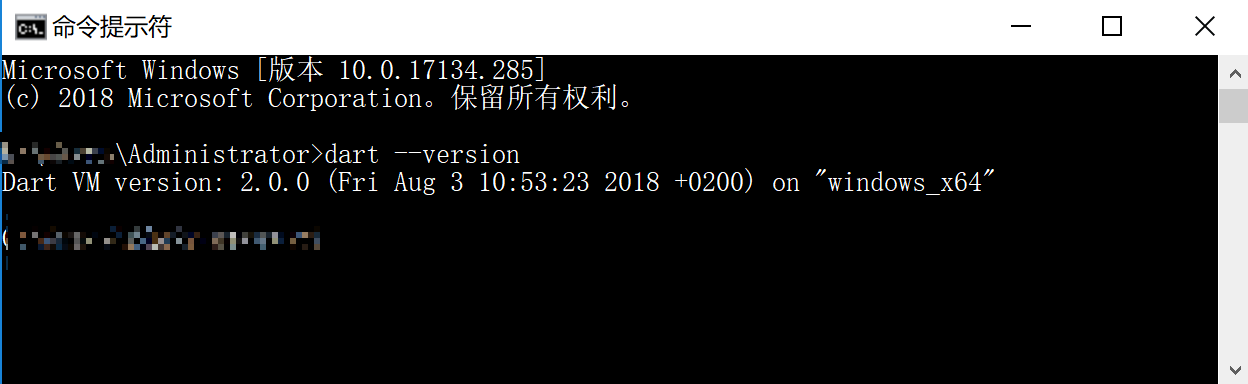 命令提示符
Microsoft Windows [版本 10.0.17134.285]
(c) 2018 Microsoft Corporation。保留所有权利。
\Administrator>dart --version
Dart VM version: 2.0.0 (Fri Aug 3 10:53:23 2018 +0200) on "windows_x64"